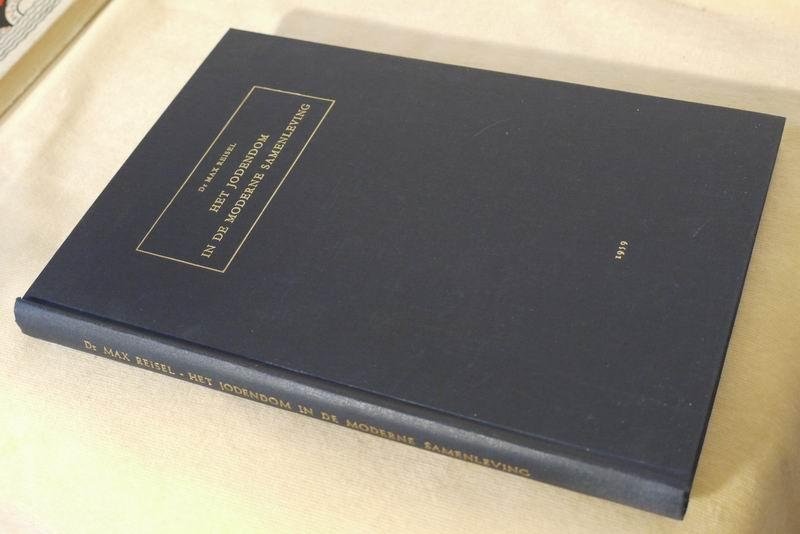 Dr MAX REISEL
HET JODENDOM
IN DE MODERNE SAMENLEVING
1959
Dr MAX REISEL - HET JODENDOM IN DE MODERNE SAMENLEVING